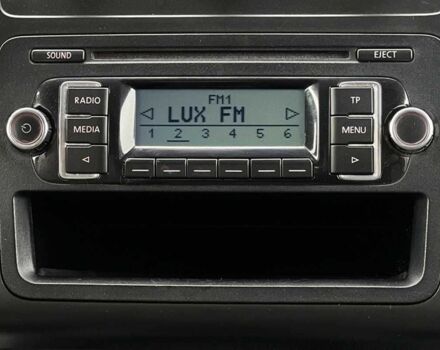 SOUND EJECT
RADIO FM1 TP
LUX FM
MEDIA 1 2 3 4 5 6 MENU